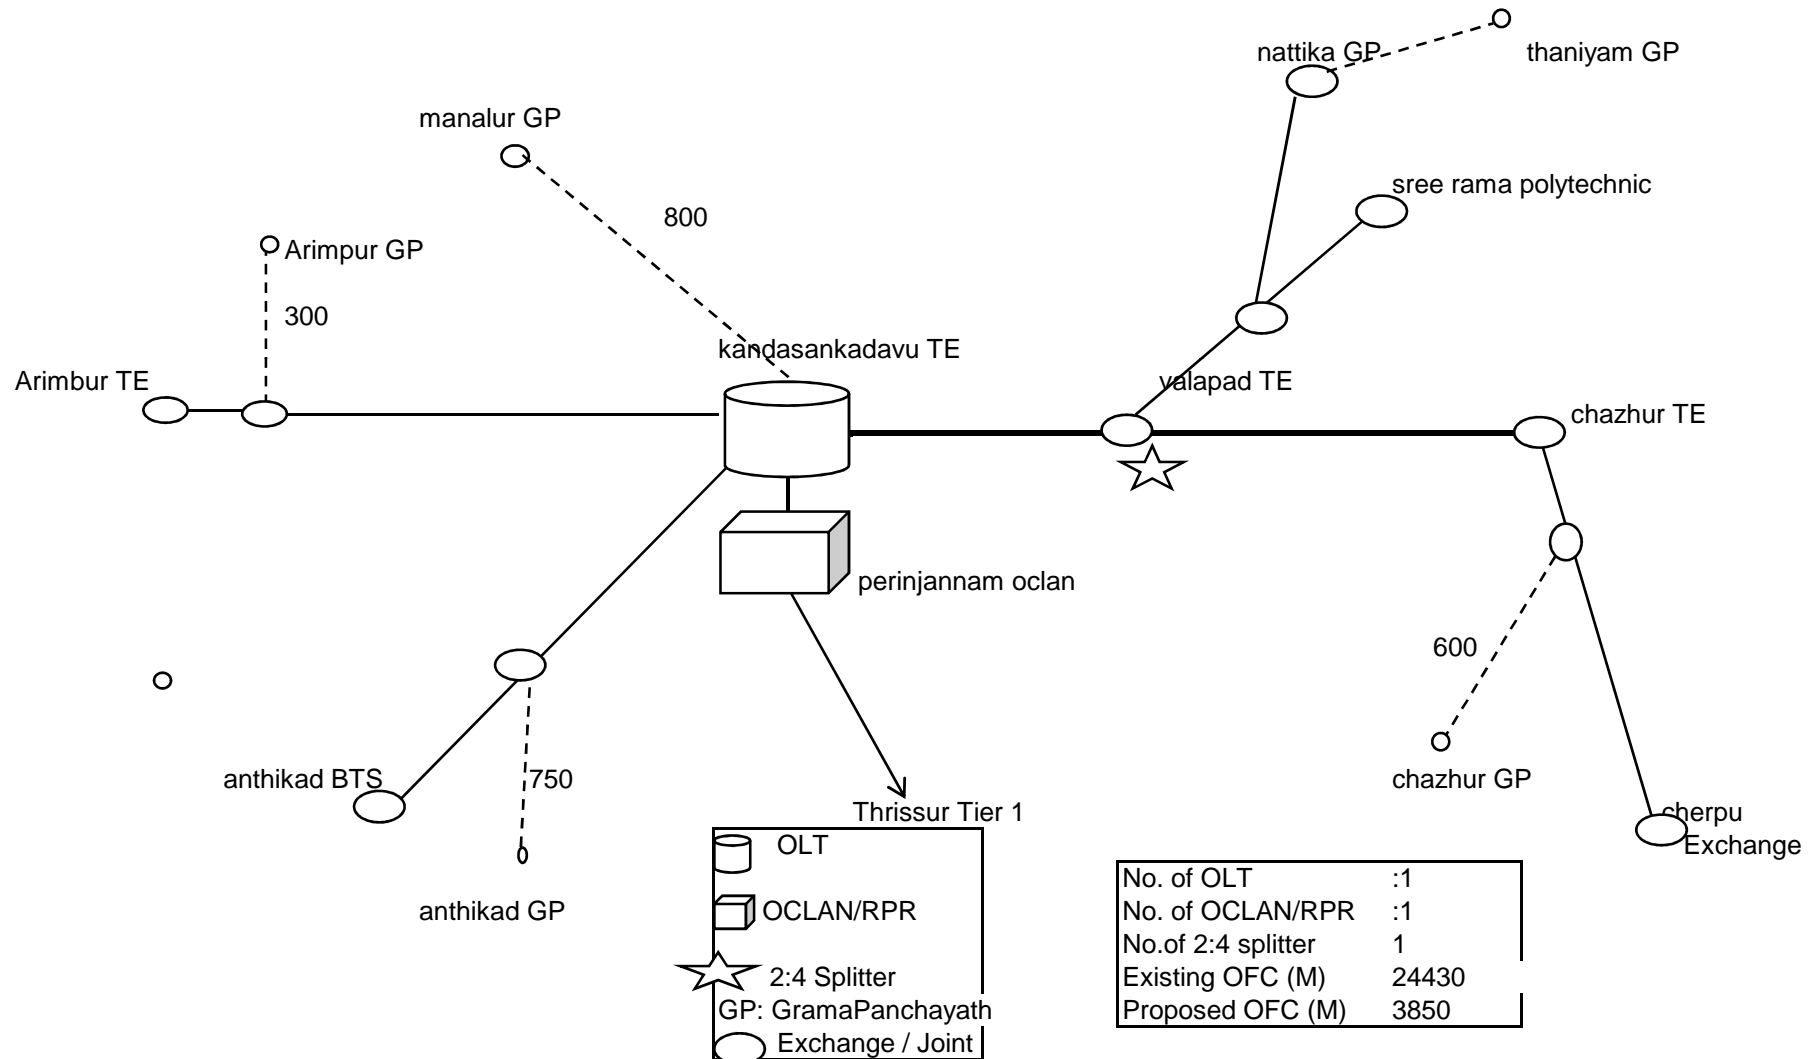 nattika GP
thaniyam GP
manalur GP
sree rama polytechnic
800
Arimpur GP
300
kandasankadavu TE
Arimbur TE
valapad TE
chazhur TE
perinjannam oclan
600
anthikad BTS
750
chazhur GP
Thrissur Tier 1
cherpu
Exchange
anthikad GP
OLT
OCLAN/RPR
2:4 Splitter
GP: GramaPanchayath
Exchange / Joint
No. of OLT :1
No. of OCLAN/RPR :1
No.of 2:4 splitter 1
Existing OFC (M) 24430
Proposed OFC (M) 3850